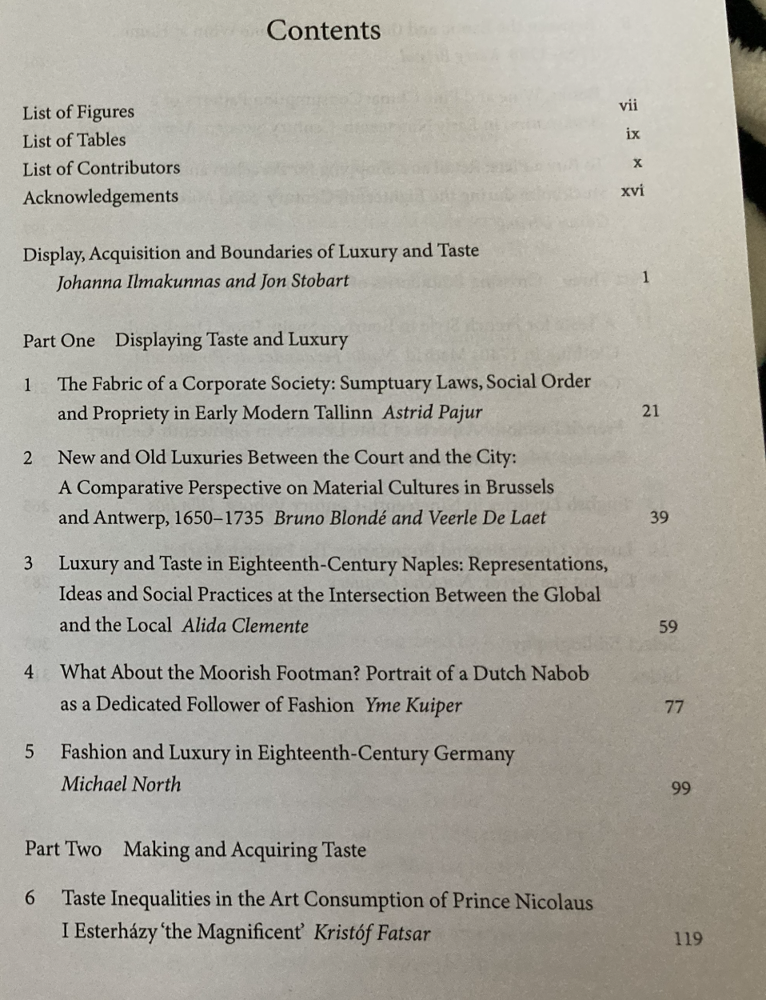 Contents
List of Figures vii
List of Tables ix
List of Contributors x
Acknowledgements xvi
Display, Acquisition and Boundaries of Luxury and Taste
Johanna Ilmakunnas and Jon Stobart 1
Part One Displaying Taste and Luxury
1 The Fabric of a Corporate Society: Sumptuary Laws, Social Order
and Propriety in Early Modern Tallinn Astrid Pajur 21
2 New and Old Luxuries Between the Court and the City:
A Comparative Perspective on Material Cultures in Brussels
and Antwerp, 1650–1735 Bruno Blondé and Veerle De Laet 39
3 Luxury and Taste in Eighteenth-Century Naples: Representations,
Ideas and Social Practices at the Intersection Between the Global
and the Local Alida Clemente 59
4 What About the Moorish Footman? Portrait of a Dutch Nabob
as a Dedicated Follower of Fashion Yme Kuiper 77
5 Fashion and Luxury in Eighteenth-Century Germany
Michael North 99
Part Two Making and Acquiring Taste
6 Taste Inequalities in the Art Consumption of Prince Nicolaus
I Esterházy ‘the Magnificent’ Kristóf Fatsar 119